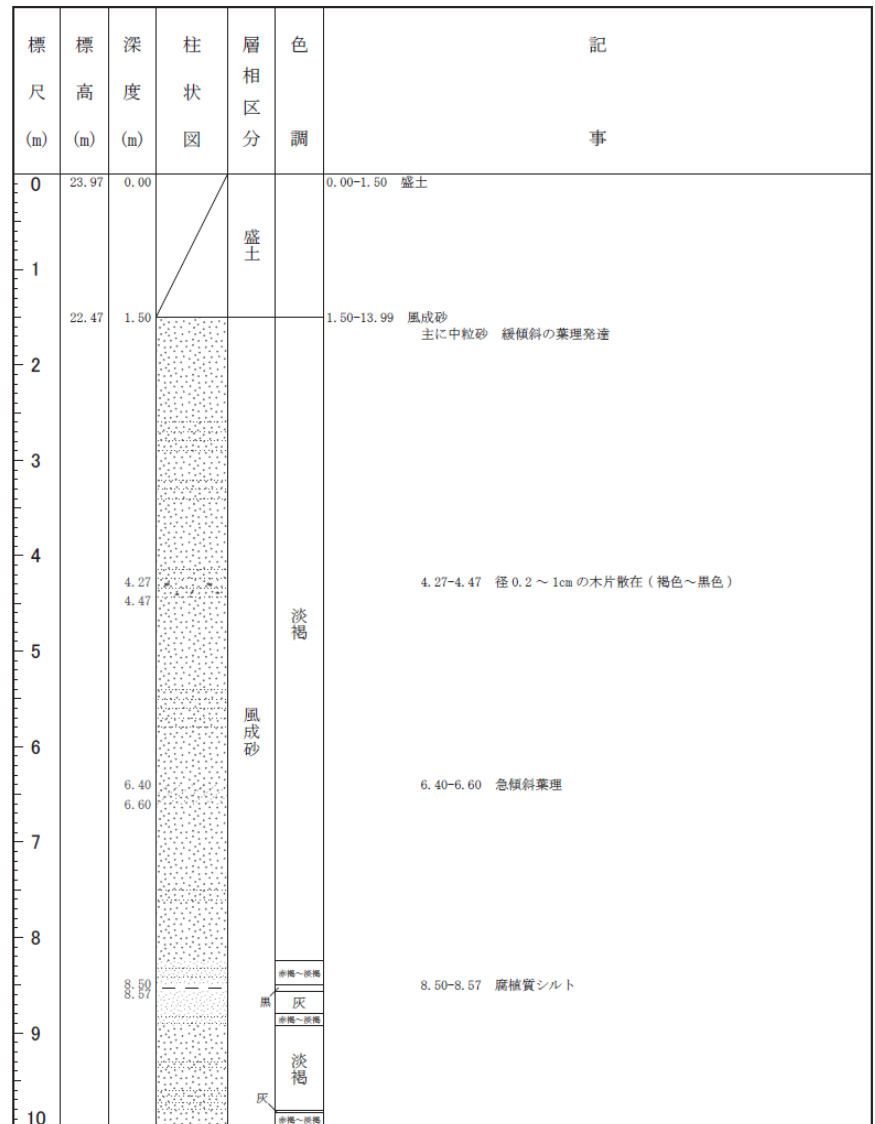 標尺(m)
標高(m)
深度(m)
柱状図
層相区分
色調
記事
0
23.97
0.00
0.00-1.50 盛土
盛土
1
22.47
1.50
1.50-13.99 風成砂
主に中粒砂 緩傾斜の葉理発達
2
3
4
4.27
4.27-4.47 径 0.2 ～ 1cm の木片散在 ( 褐色～黒色 )
4.47
淡褐
5
風成砂
6
6.40
6.40-6.60 急傾斜葉理
6.60
7
8
赤褐～淡褐
8.50
8.50-8.57 腐植質シルト
8.57
黒
灰
赤褐～淡褐
9
淡褐
灰
10
赤褐～淡褐